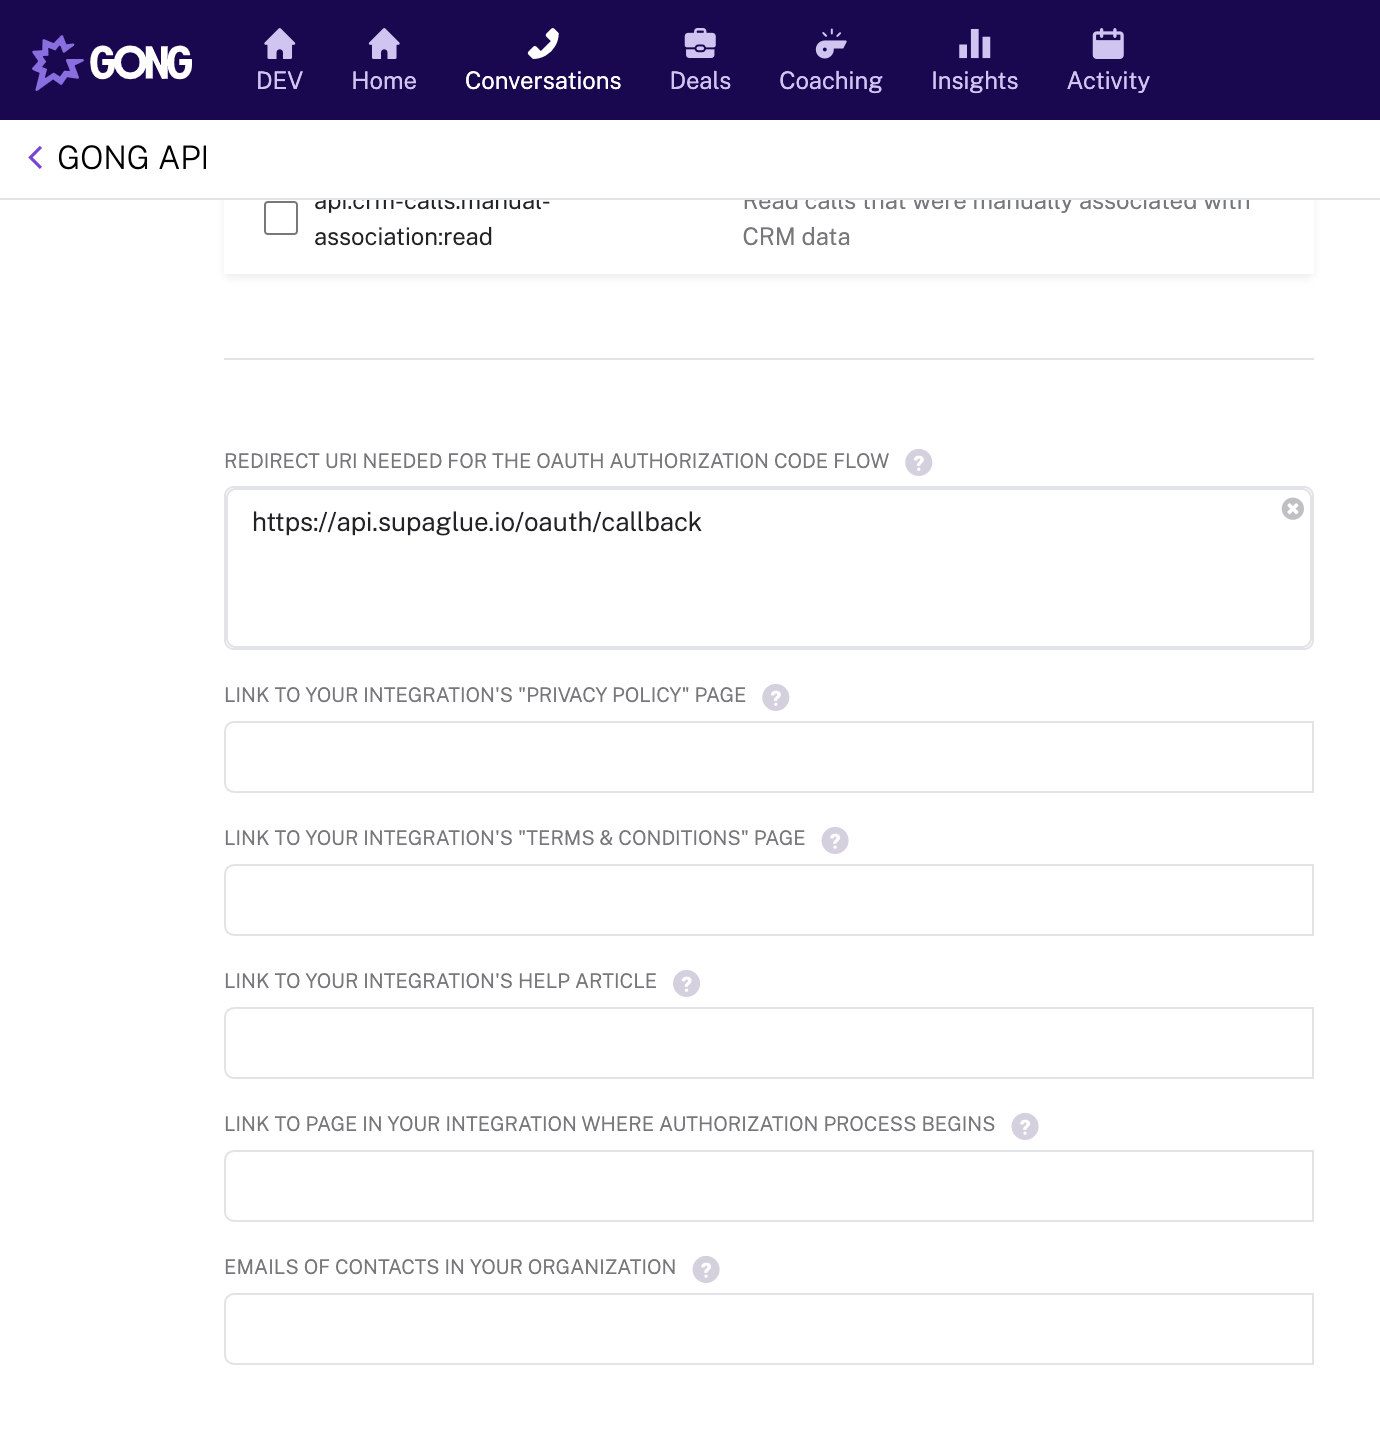 GONG
DEV
Home
Conversations
Deals
Coaching
Insights
Activity
GONG API
api.crm-calls:manual-
association:read
Read calls that were manually associated with
CRM data
REDIRECT URI NEEDED FOR THE OAUTH AUTHORIZATION CODE FLOW ?
https://api.supaglue.io/oauth/callback
LINK TO YOUR INTEGRATION'S "PRIVACY POLICY" PAGE ?
LINK TO YOUR INTEGRATION'S "TERMS & CONDITIONS" PAGE ?
LINK TO YOUR INTEGRATION'S HELP ARTICLE ?
LINK TO PAGE IN YOUR INTEGRATION WHERE AUTHORIZATION PROCESS BEGINS ?
EMAILS OF CONTACTS IN YOUR ORGANIZATION ?